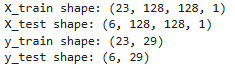 X_train shape: (23, 128, 128, 1)
X_test shape: (6, 128, 128, 1)
y_train shape: (23, 29)
y_test shape: (6, 29)